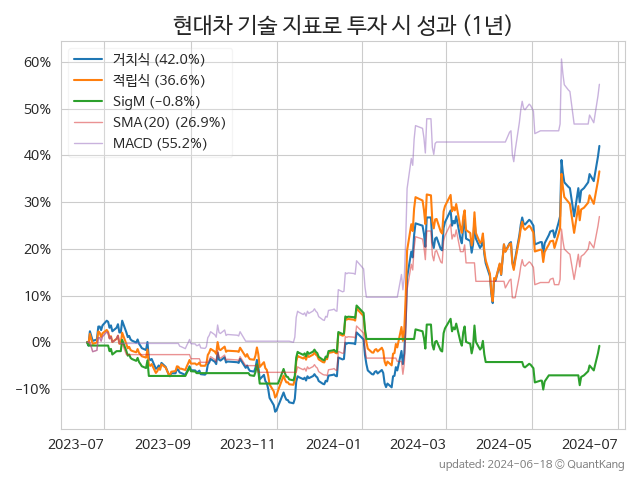 현대차 기술 지표로 투자 시 성과 (1년)
거치식 (42.0%)
적립식 (36.6%)
SigM (−0.8%)
SMA(20) (26.9%)
MACD (55.2%)
60%
50%
40%
30%
20%
10%
0%
−10%
2023-07 2023-09 2023-11 2024-01 2024-03 2024-05 2024-07
updated: 2024-06-18 ⓒ QuantKang